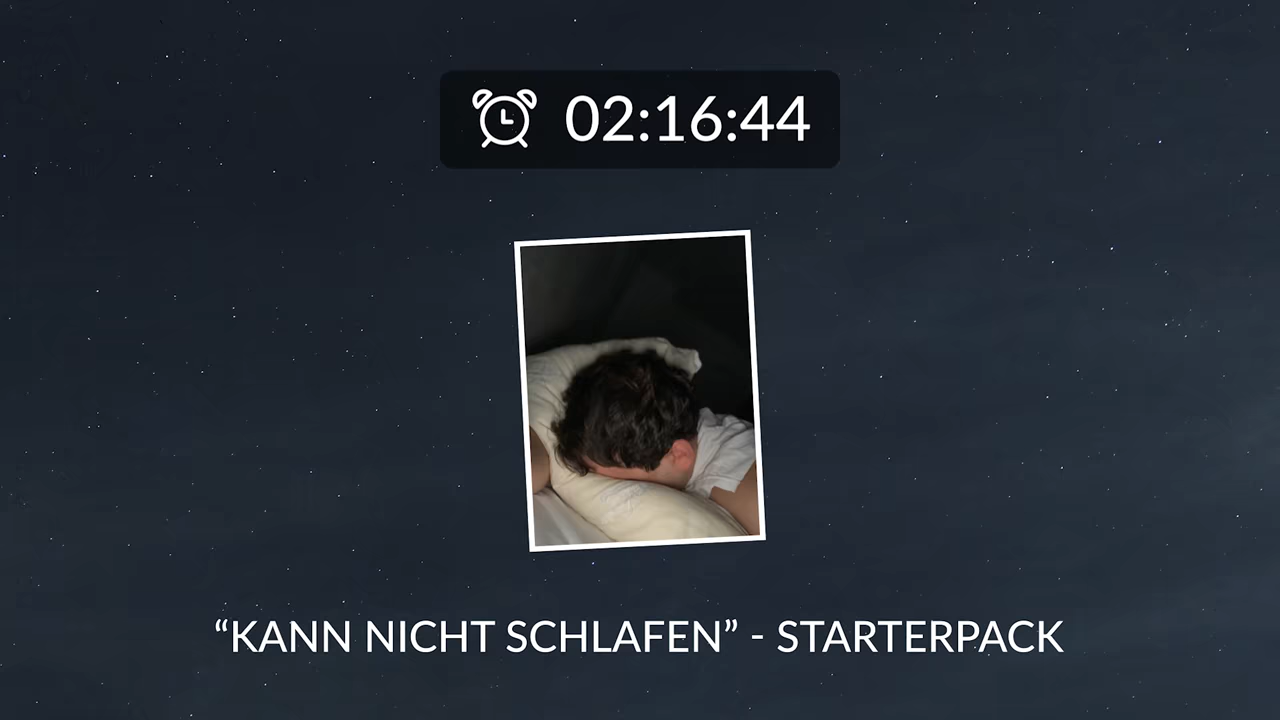 02:16:44
“KANN NICHT SCHLAFEN” - STARTERPACK